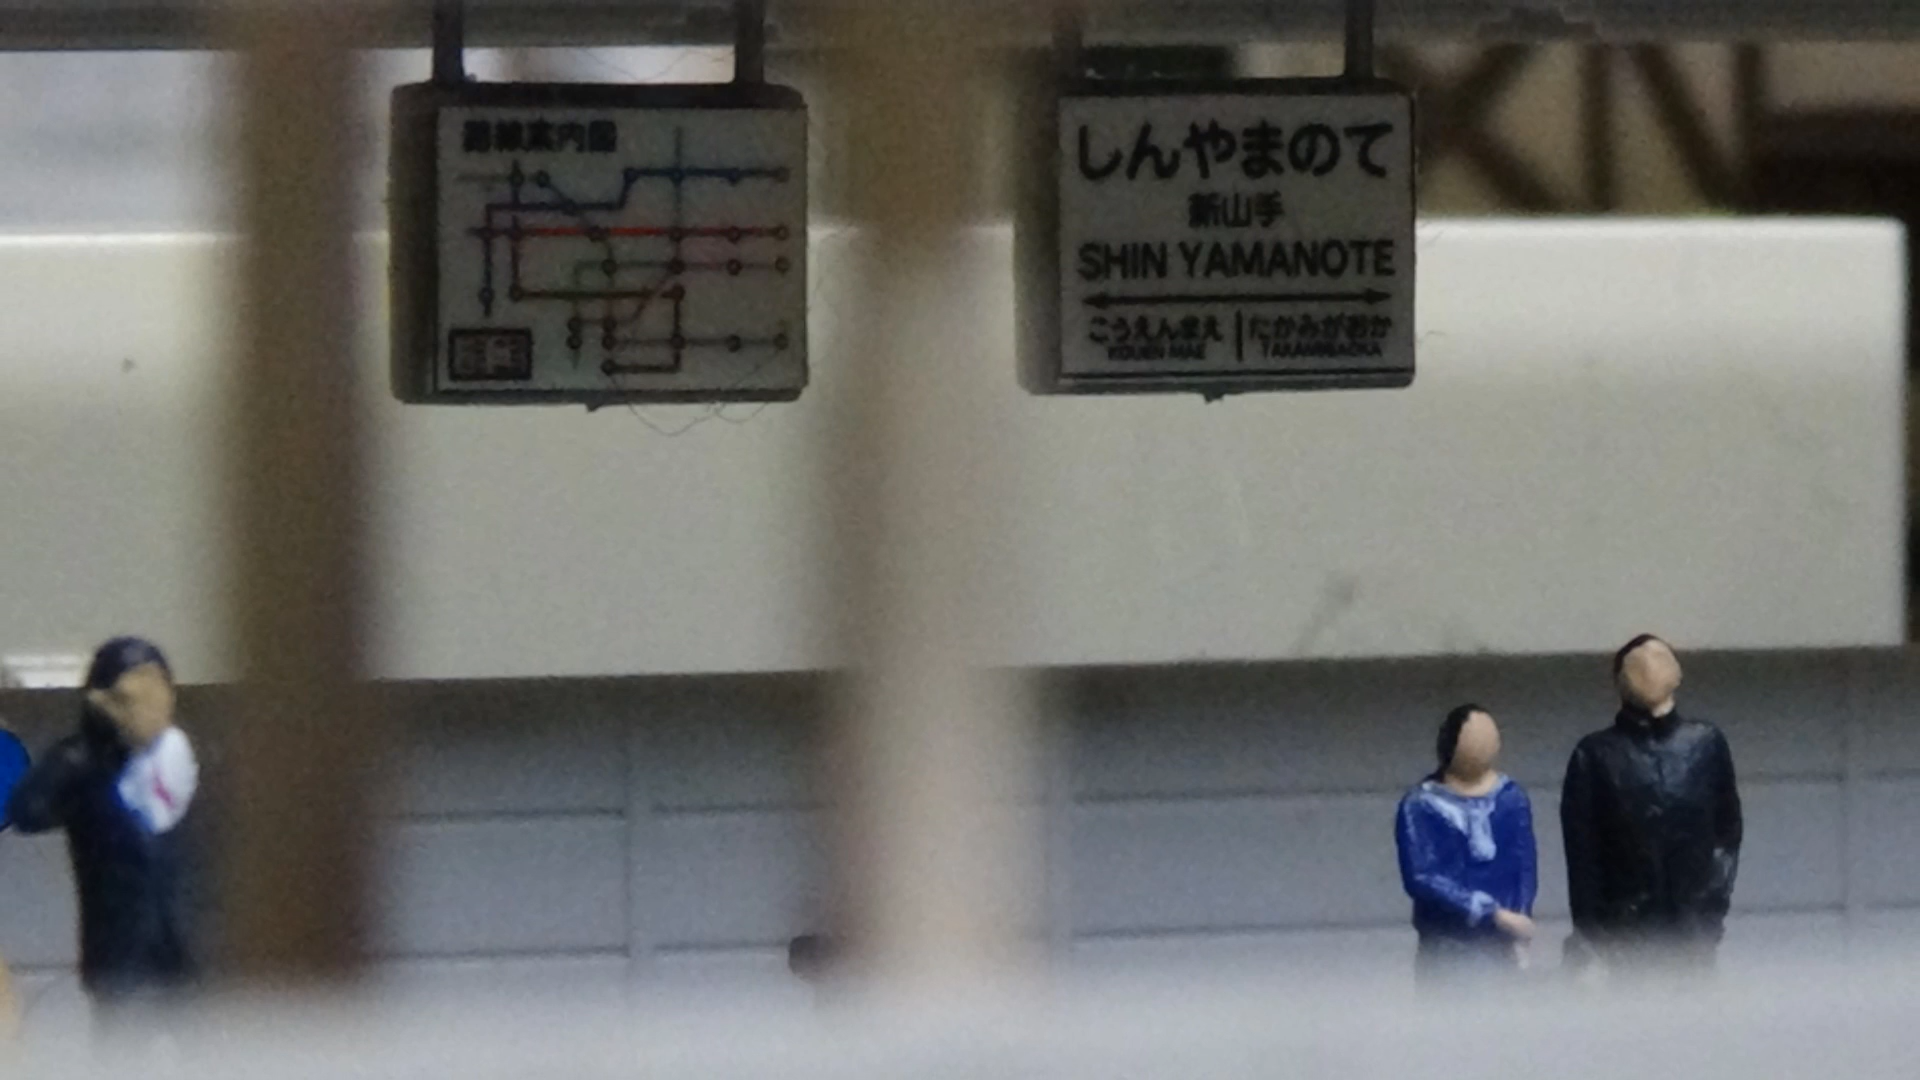 路線案内図
しんやまのて
新山手
SHIN YAMANOTE
こうえんまえ たかみがおか
KOUEN MAE TAKAMIGAOKA